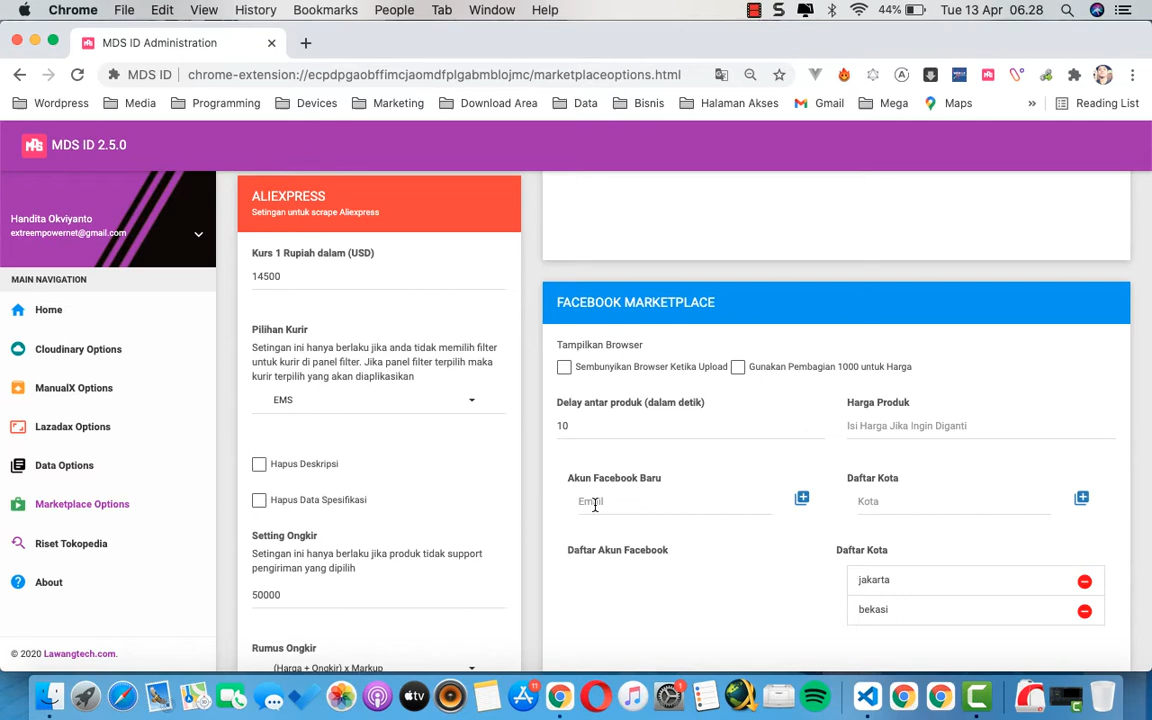 Chrome File Edit View History Bookmarks People Tab Window Help 44% Tue 13 Apr 06.28
MDS ID Administration
MDS ID chrome-extension://ecpdpgaobffimcjaomdfplgabmblojmc/marketplaceoptions.html
Wordpress Media Programming Devices Marketing Download Area Data Bisnis Halaman Akses Gmail Mega Maps » Reading List
MDS ID 2.5.0
Handita Okviyanto
extreempowernet@gmail.com
MAIN NAVIGATION
Home
Cloudinary Options
ManualX Options
Lazadax Options
Data Options
Marketplace Options
Riset Tokopedia
About
© 2020 Lawangtech.com.
ALIEXPRESS
Setingan untuk scrape Aliexpress
Kurs 1 Rupiah dalam (USD)
14500
Pilihan Kurir
Setingan ini hanya berlaku jika anda tidak memilih filter
untuk kurir di panel filter. Jika panel filter terpilih maka
kurir terpilih yang akan diaplikasikan
EMS
Hapus Deskripsi
Hapus Data Spesifikasi
Setting Ongkir
Setingan ini hanya berlaku jika produk tidak support
pengiriman yang dipilih
50000
Rumus Ongkir
(Harga + Ongkir) x Markup
FACEBOOK MARKETPLACE
Tampilkan Browser
Sembunyikan Browser Ketika Upload Gunakan Pembagian 1000 untuk Harga
Delay antar produk (dalam detik) Harga Produk
10 Isi Harga Jika Ingin Diganti
Akun Facebook Baru Daftar Kota
Email Kota
Daftar Akun Facebook Daftar Kota
jakarta
bekasi
11 1
tv